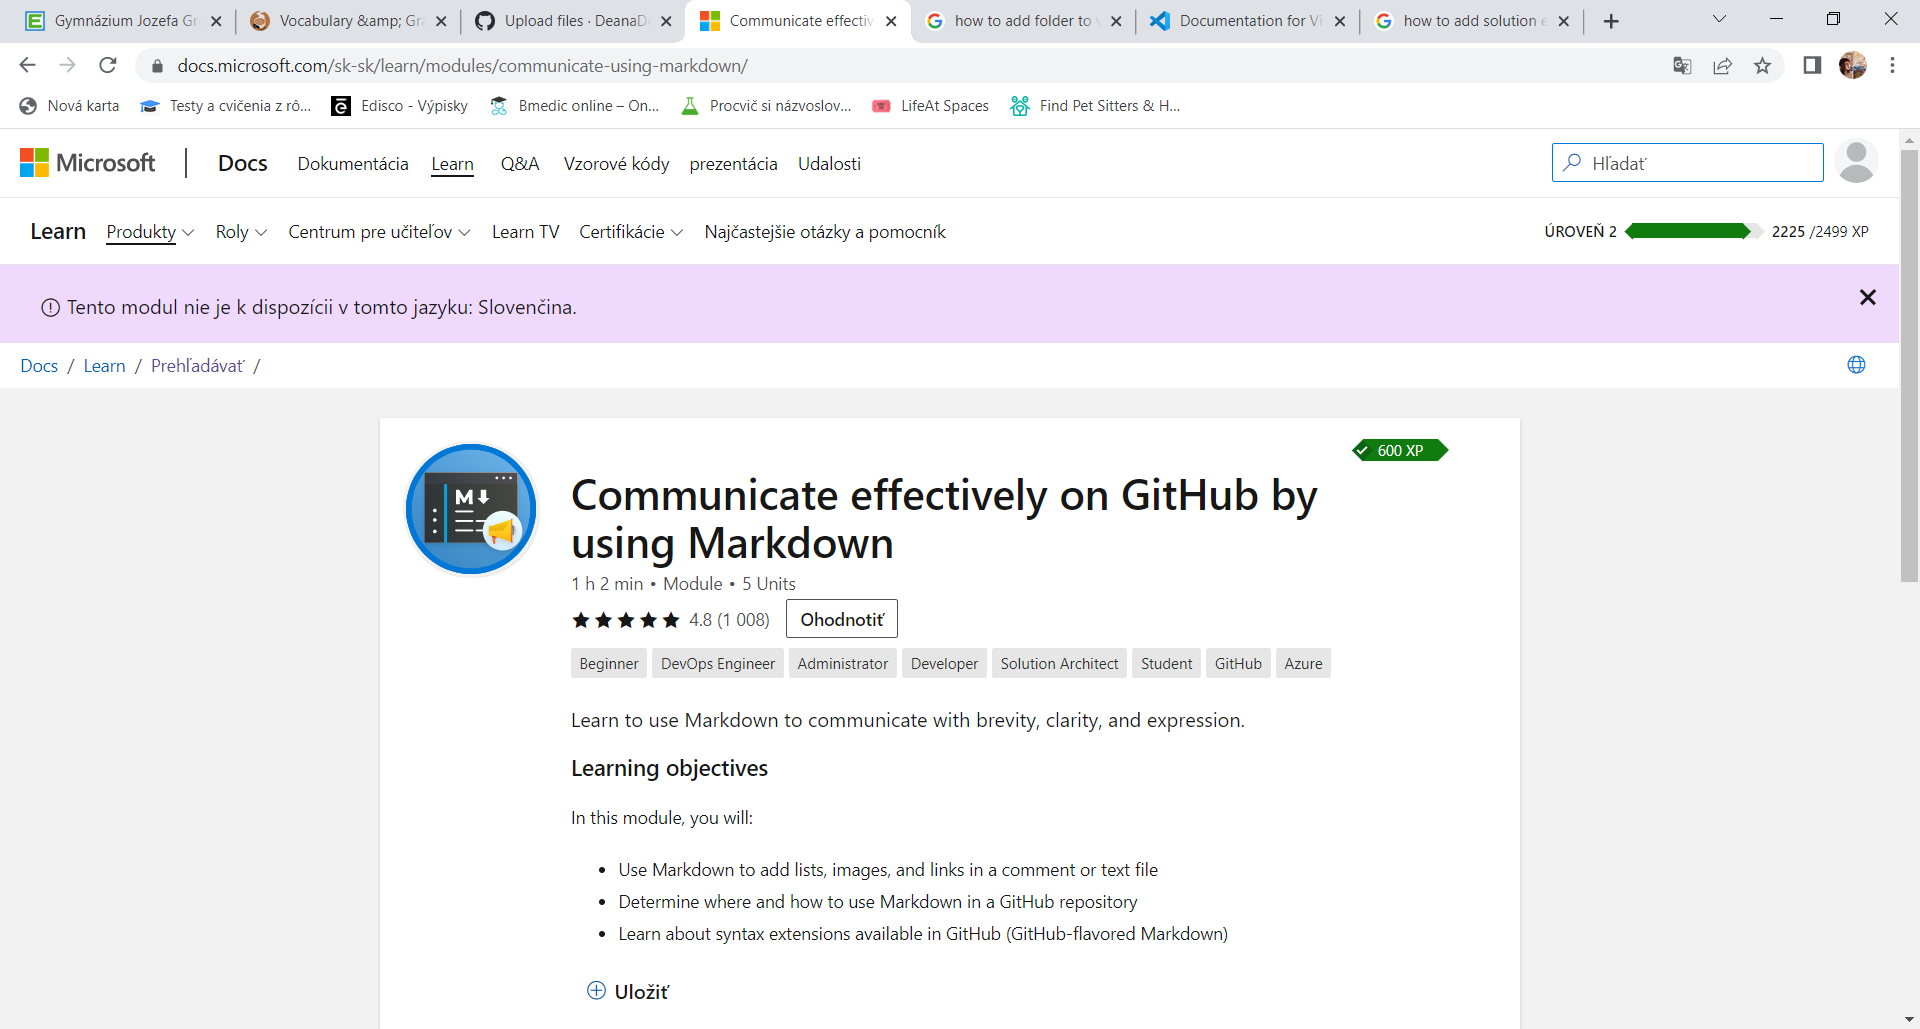 Gymnázium Jozefa Gr
Vocabulary &amp; Gra
Upload files · DeanaD
Communicate effectiv
how to add folder to
Documentation for Vi
how to add solution e
docs.microsoft.com/sk-sk/learn/modules/communicate-using-markdown/
Nová karta Testy a cvičenia z rô... Edisco - Výpisky Bmedic online – On... Procvič si názvoslov... LifeAt Spaces Find Pet Sitters & H...
Microsoft Docs Dokumentácia Learn Q&A Vzorové kódy prezentácia Udalosti Hľadať
Learn Produkty Roly Centrum pre učiteľov Learn TV Certifikácie Najčastejšie otázky a pomocník ÚROVEŇ 2 2225 /2499 XP
Tento modul nie je k dispozícii v tomto jazyku: Slovenčina.
Docs / Learn / Prehľadávať /
600 XP
M
Communicate effectively on GitHub by
using Markdown
1 h 2 min • Module • 5 Units
4.8 (1 008) Ohodnotiť
Beginner DevOps Engineer Administrator Developer Solution Architect Student GitHub Azure
Learn to use Markdown to communicate with brevity, clarity, and expression.
Learning objectives
In this module, you will:
• Use Markdown to add lists, images, and links in a comment or text file
• Determine where and how to use Markdown in a GitHub repository
• Learn about syntax extensions available in GitHub (GitHub-flavored Markdown)
Uložiť